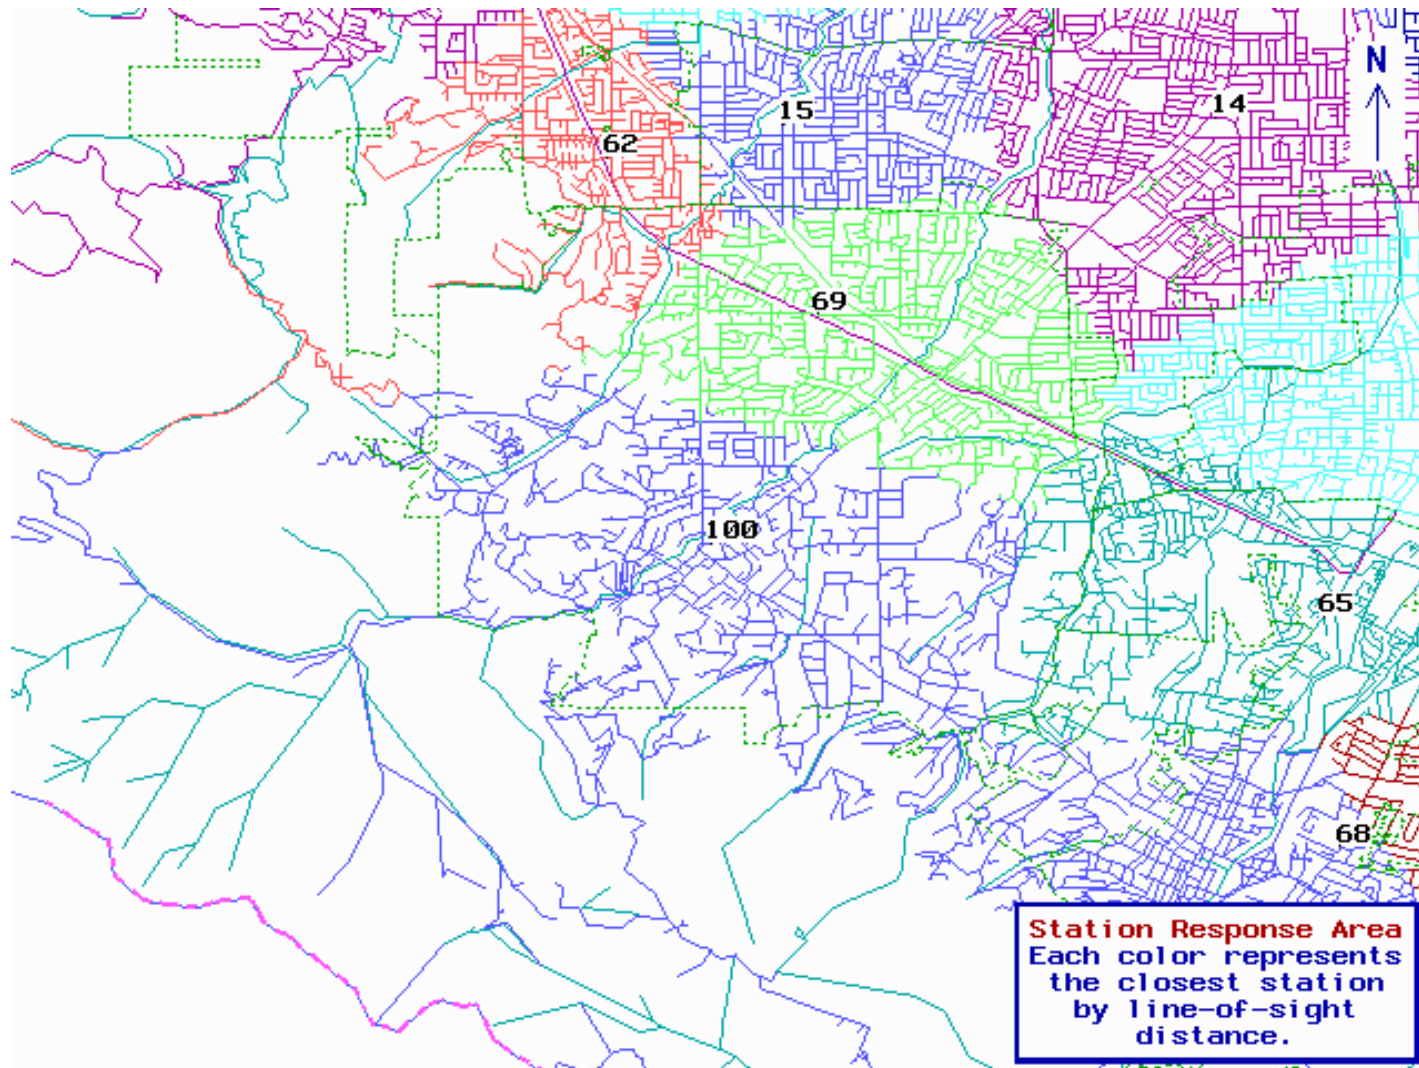 N
14
15
62
69
100
65
68
Station Response Area
Each color represents
the closest station
by line-of-sight
distance.